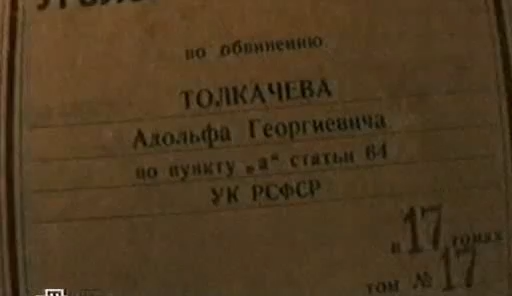 по обвинению
ТОЛКАЧЕВА
Адольфа Георгиевича
по пункту „а“ статьи 64
УК РСФСР
в 17 томах
том № 17